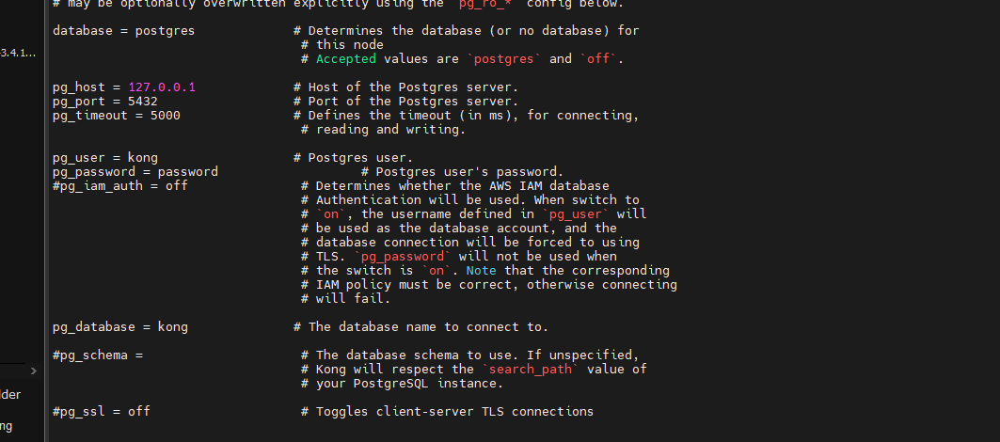 # may be optionally overwritten explicitly using the `pg_ro_*` config below.
database = postgres # Determines the database (or no database) for
# this node
-3.4.1...
# Accepted values are `postgres` and `off`.
pg_host = 127.0.0.1 # Host of the Postgres server.
pg_port = 5432 # Port of the Postgres server.
pg_timeout = 5000 # Defines the timeout (in ms), for connecting,
# reading and writing.
pg_user = kong # Postgres user.
pg_password = password # Postgres user's password.
#pg_iam_auth = off # Determines whether the AWS IAM database
# Authentication will be used. When switch to
# `on`, the username defined in `pg_user` will
# be used as the database account, and the
# database connection will be forced to using
# TLS. `pg_password` will not be used when
# the switch is `on`. Note that the corresponding
# IAM policy must be correct, otherwise connecting
# will fail.
pg_database = kong # The database name to connect to.
#pg_schema = # The database schema to use. If unspecified,
# Kong will respect the `search_path` value of
# your PostgreSQL instance.
lder
#pg_ssl = off # Toggles client-server TLS connections
ng